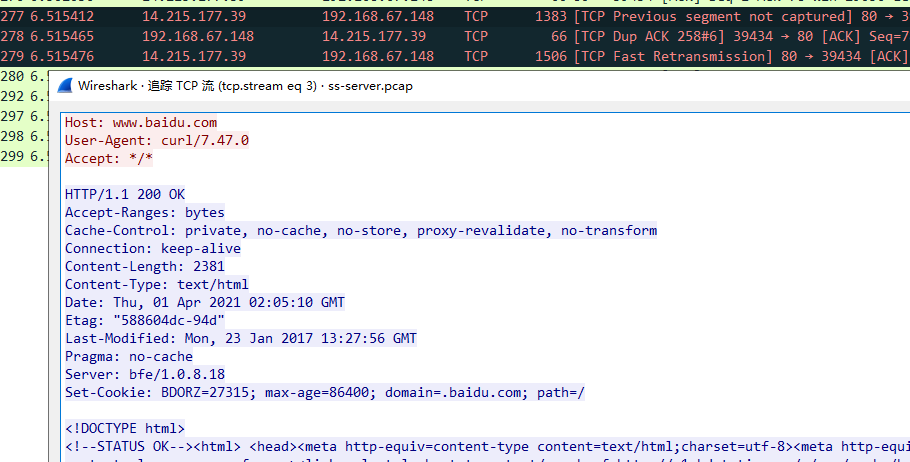 277 6.515412 14.215.177.39 192.168.67.148 TCP 1383 [TCP Previous segment not captured] 80 → 3
278 6.515465 192.168.67.148 14.215.177.39 TCP 66 [TCP Dup ACK 258#6] 39434 → 80 [ACK] Seq=7
279 6.515476 14.215.177.39 192.168.67.148 TCP 1506 [TCP Fast Retransmission] 80 → 39434 [ACK]
280 6.5
292 6.5
297 6.5
298 6.5
299 6.5
Wireshark · 追踪 TCP 流 (tcp.stream eq 3) · ss-server.pcap
Host: www.baidu.com
User-Agent: curl/7.47.0
Accept: */*
HTTP/1.1 200 OK
Accept-Ranges: bytes
Cache-Control: private, no-cache, no-store, proxy-revalidate, no-transform
Connection: keep-alive
Content-Length: 2381
Content-Type: text/html
Date: Thu, 01 Apr 2021 02:05:10 GMT
Etag: "588604dc-94d"
Last-Modified: Mon, 23 Jan 2017 13:27:56 GMT
Pragma: no-cache
Server: bfe/1.0.8.18
Set-Cookie: BDORZ=27315; max-age=86400; domain=.baidu.com; path=/
<!DOCTYPE html>
<!--STATUS OK--><html> <head><meta http-equiv=content-type content=text/html;charset=utf-8><meta http-equi